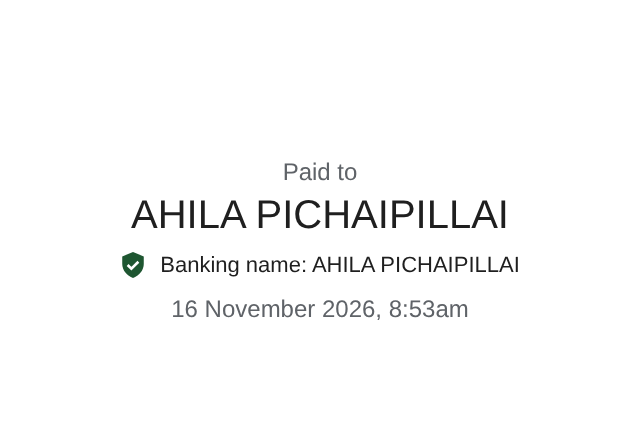 Paid to
AHILA PICHAIPILLAI
Banking name: AHILA PICHAIPILLAI
16 November 2026, 8:53am